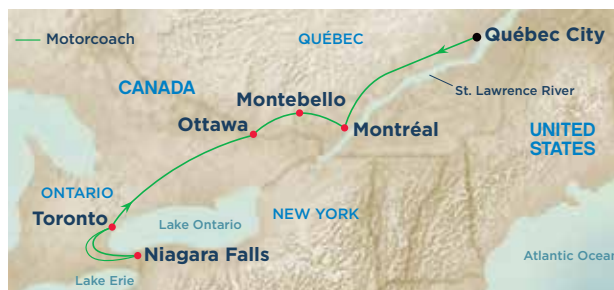 Motorcoach
QUÉBEC
Québec City
CANADA
St. Lawrence River
Montebello
Ottawa
Montréal
UNITED
STATES
ONTARIO
NEW YORK
Toronto
Lake Ontario
Niagara Falls
Atlantic Ocean
Lake Erie